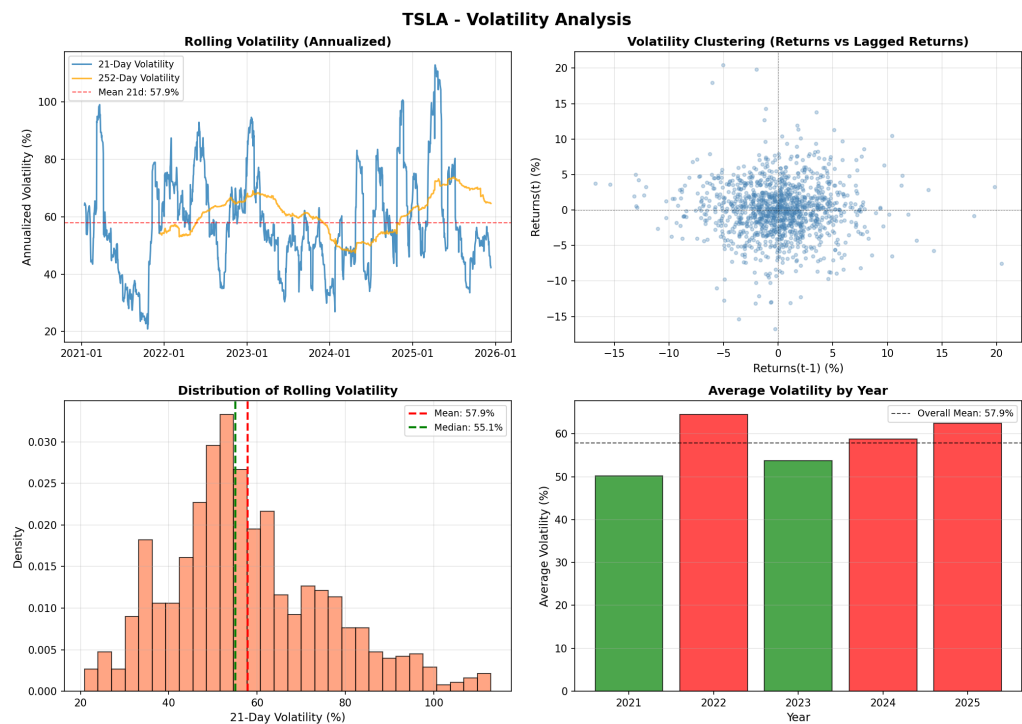 TSLA - Volatility Analysis
Rolling Volatility (Annualized)
21-Day Volatility
252-Day Volatility
Mean 21d: 57.9%
Annualized Volatility (%)
100
80
60
40
20
2021-01 2022-01 2023-01 2024-01 2025-01 2026-01
Volatility Clustering (Returns vs Lagged Returns)
Returns(t) (%)
20
15
10
5
0
−5
−10
−15
−15 −10 −5 0 5 10 15 20
Returns(t-1) (%)
Distribution of Rolling Volatility
Mean: 57.9%
Median: 55.1%
Density
0.030
0.025
0.020
0.015
0.010
0.005
0.000
20 40 60 80 100
21-Day Volatility (%)
Average Volatility by Year
Overall Mean: 57.9%
Average Volatility (%)
60
50
40
30
20
10
0
2021 2022 2023 2024 2025
Year